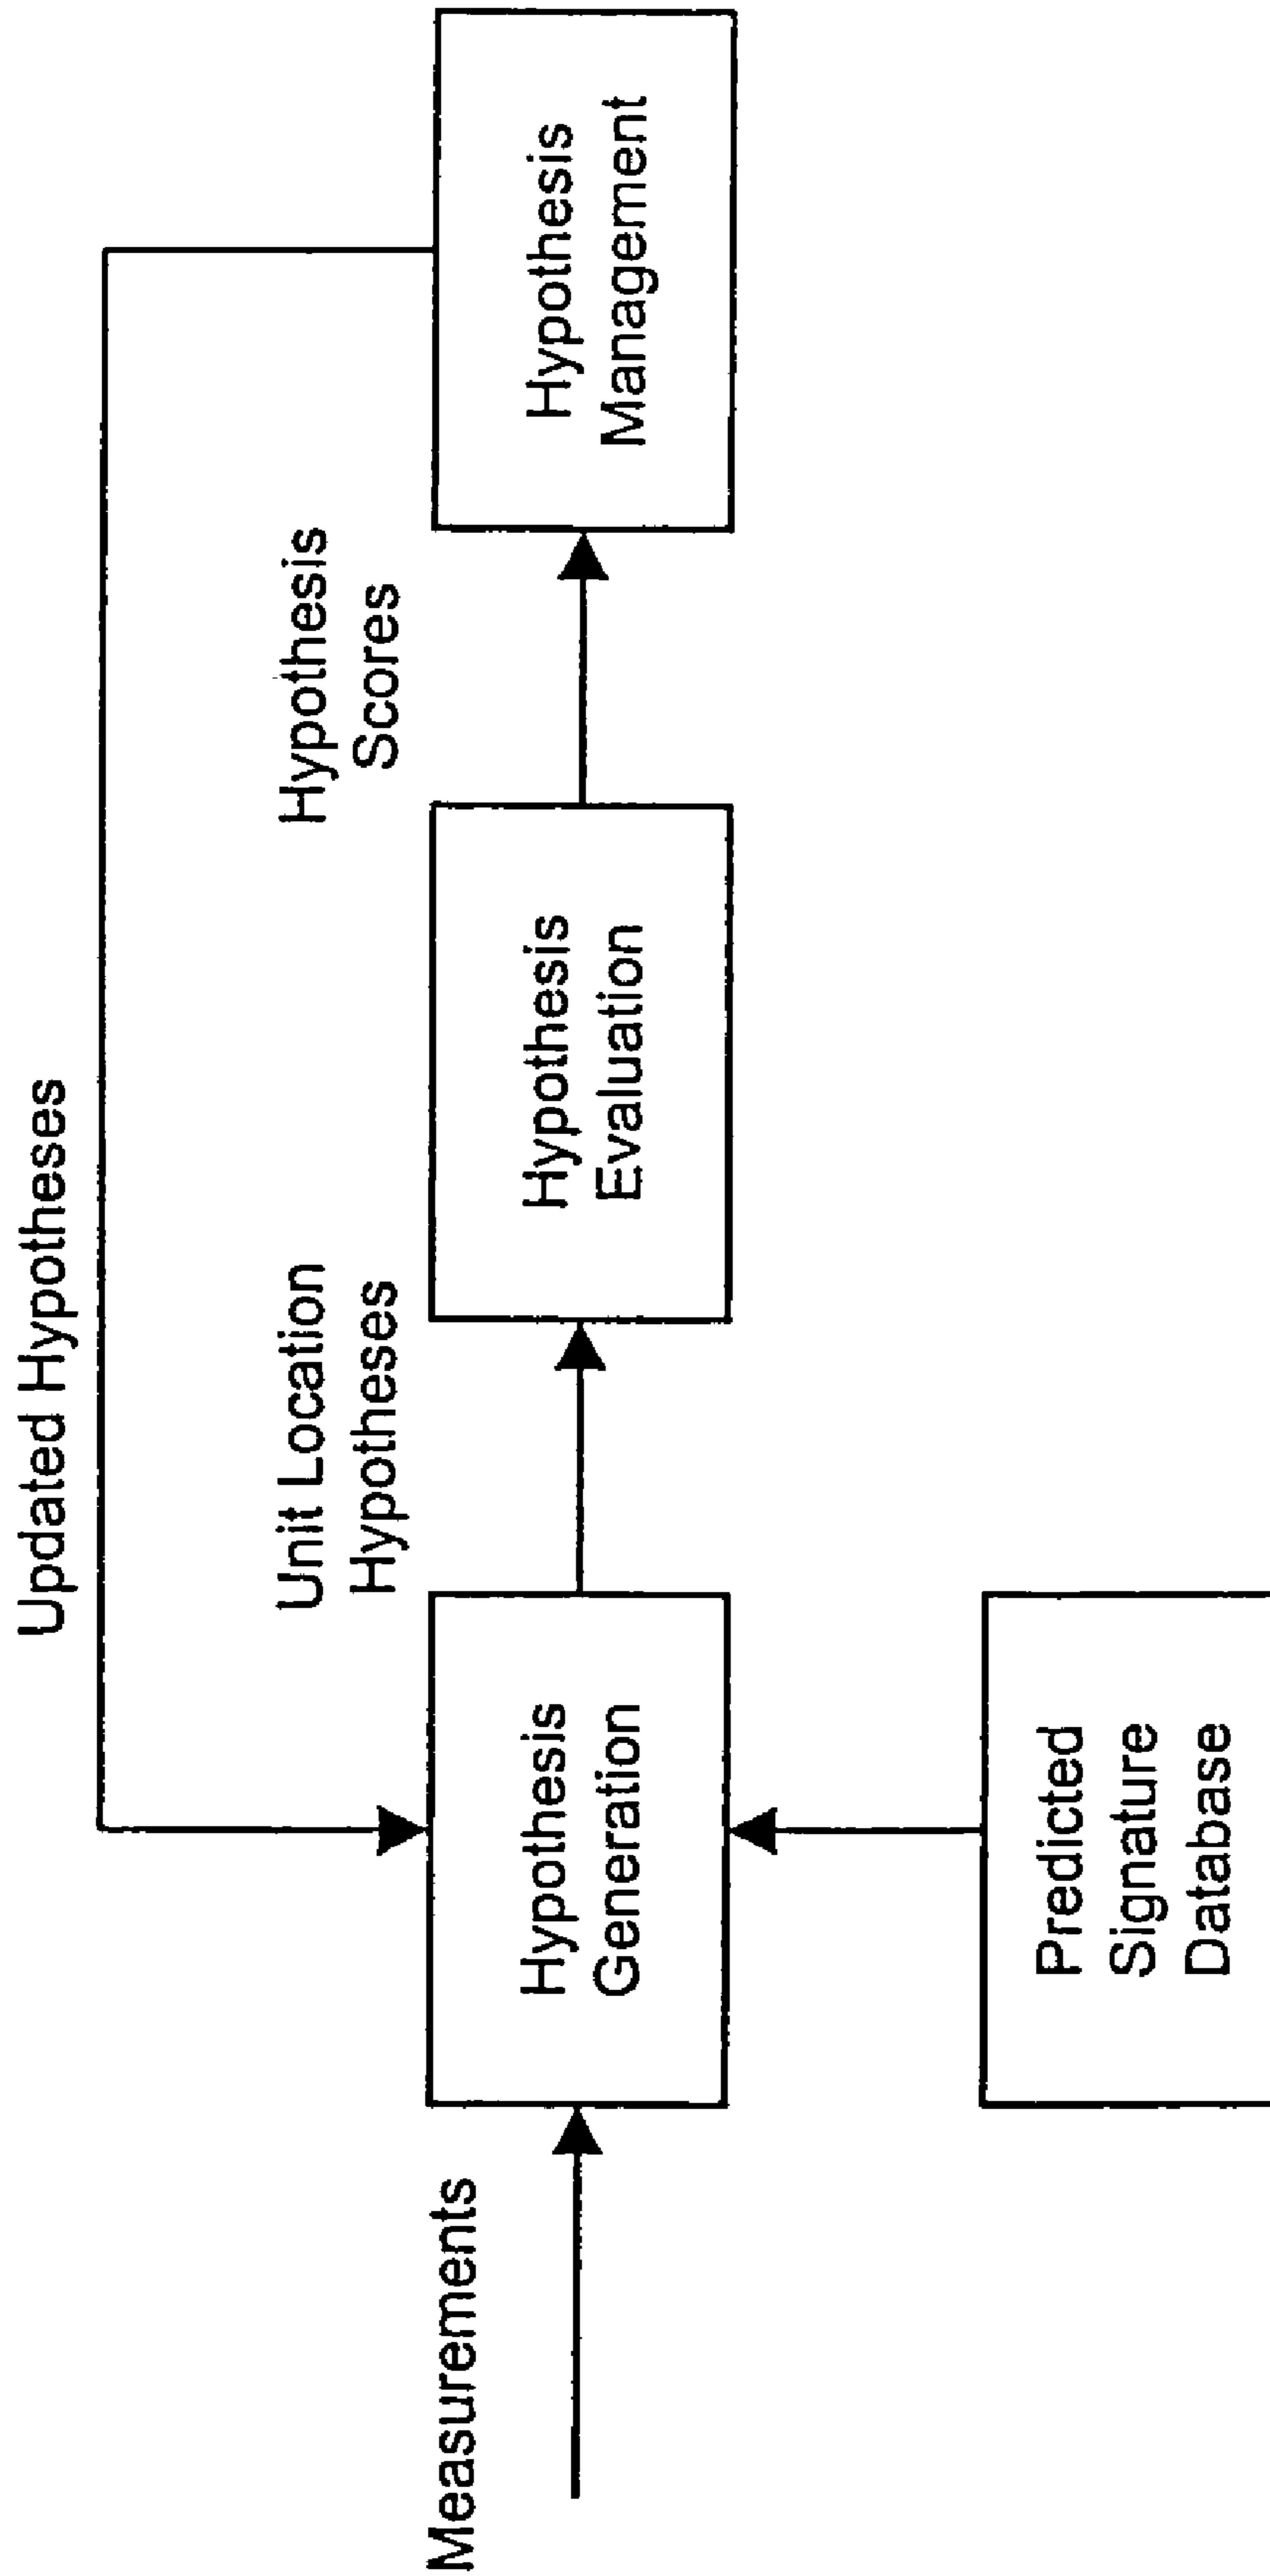 Updated Hypotheses
Unit Location
Hypotheses
Hypothesis
Scores
Measurements
Hypothesis
Generation
Hypothesis
Evaluation
Hypothesis
Management
Predicted
Signature
Database